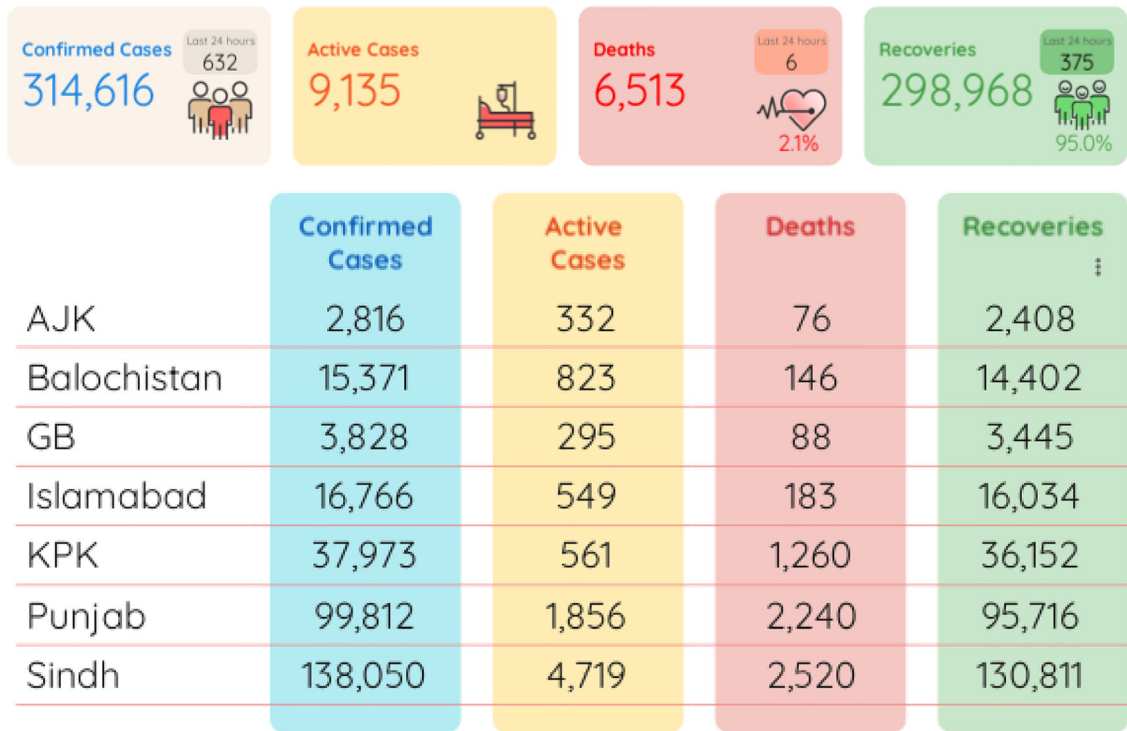 Confirmed Cases
Last 24 hours
632
314,616
Active Cases
9,135
Deaths
Last 24 hours
6
6,513
2.1%
Recoveries
Last 24 hours
375
298,968
95.0%
Confirmed Cases Active Cases Deaths Recoveries
AJK 2,816 332 76 2,408
Balochistan 15,371 823 146 14,402
GB 3,828 295 88 3,445
Islamabad 16,766 549 183 16,034
KPK 37,973 561 1,260 36,152
Punjab 99,812 1,856 2,240 95,716
Sindh 138,050 4,719 2,520 130,811